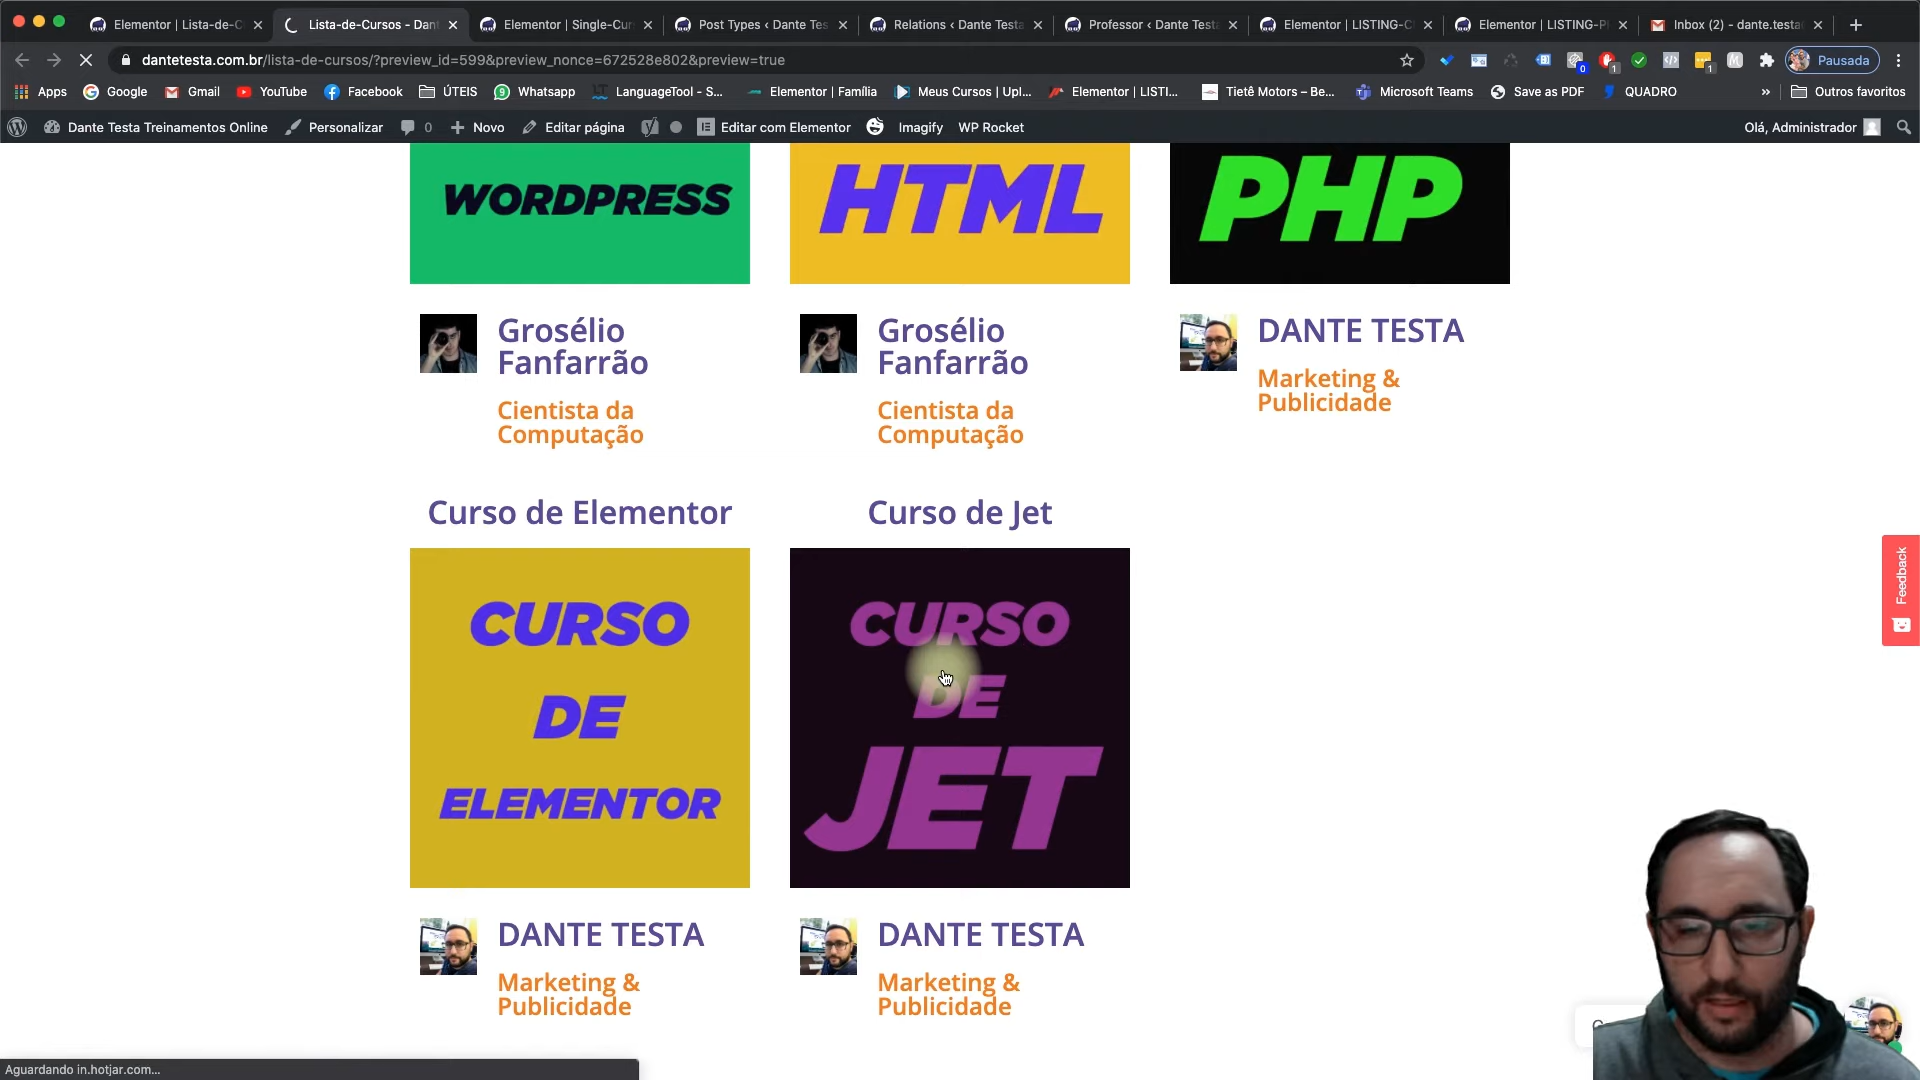 Elementor | Lista-de-C
Lista-de-Cursos - Dan
Elementor | Single-Cur
Post Types ‹ Dante Tes
Relations ‹ Dante Testa
Professor ‹ Dante Testa
Elementor | LISTING-C
Elementor | LISTING-P
Inbox (2) - dante.testa
dantetesta.com.br/lista-de-cursos/?preview_id=599&preview_nonce=672528e802&preview=true
0
1
1
Pausada
Apps
Google
Gmail
YouTube
Facebook
ÚTEIS
Whatsapp
LT
LanguageTool - S...
Elementor | Família
Meus Cursos | Upl...
Elementor | LISTI...
Tietê Motors – Be...
Microsoft Teams
Save as PDF
QUADRO
»
Outros favoritos
Dante Testa Treinamentos Online
Personalizar
0
Novo
Editar página
Editar com Elementor
Imagify
WP Rocket
Olá, Administrador
WORDPRESS
HTML
PHP
Grosélio
Fanfarrão
Cientista da
Computação
Grosélio
Fanfarrão
Cientista da
Computação
DANTE TESTA
Marketing &
Publicidade
Curso de Elementor
Curso de Jet
CURSO
DE
ELEMENTOR
CURSO
DE
JET
Feedback
DANTE TESTA
Marketing &
Publicidade
DANTE TESTA
Marketing &
Publicidade
Aguardando in.hotjar.com...